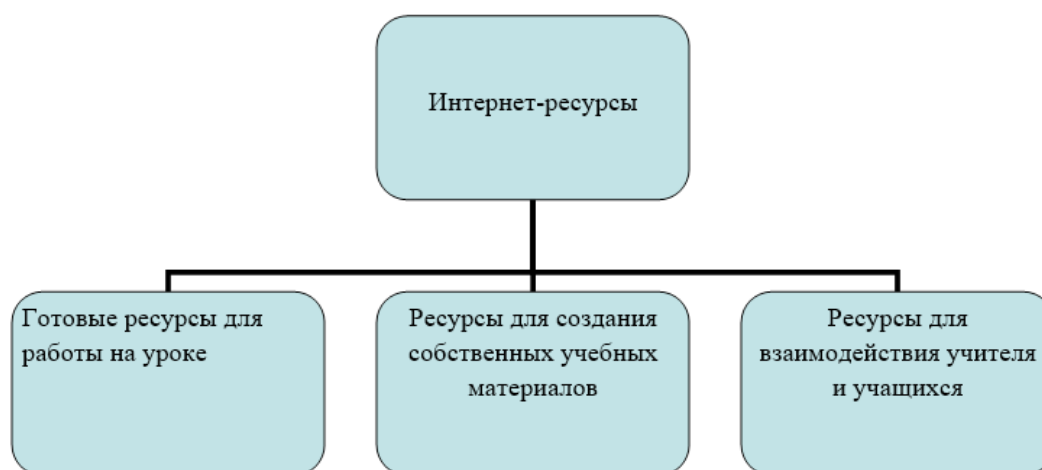 Интернет-ресурсы
Готовые ресурсы для
работы на уроке
Ресурсы для создания
собственных учебных
материалов
Ресурсы для
взаимодействия учителя
и учащихся